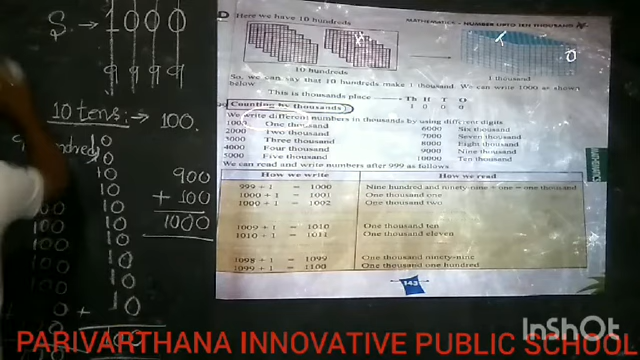 S. → 1000
9 9 9 9
10 tens: → 100.
10
10
10
10
10
10
10
10
10
+ 10
100
100
100
100
900
+ 100
1000
D Here we have 10 hundreds
MATHEMATICS - NUMBER UPTO TEN THOUSAND
10 hundreds
1 thousand
So, we can say that 10 hundreds make 1 thousand. We can write 1000 as shown
below
This is thousands place Th H T O
1 0 0 0
Counting by thousands
We write different numbers in thousands by using different digits
1000 One thousand 6000 Six thousand
2000 Two thousand 7000 Seven thousand
3000 Three thousand 8000 Eight thousand
4000 Four thousand 9000 Nine thousand
5000 Five thousand 10000 Ten thousand
We can read and write numbers after 999 as follows.
How we write How we read
999 + 1 = 1000 Nine hundred and ninety-nine + one = one thousand
1000 + 1 = 1001 One thousand one
1000 + 1 = 1002 One thousand two
1009 + 1 = 1010 One thousand ten
1010 + 1 = 1011 One thousand eleven
1098 + 1 = 1099 One thousand ninety-nine
1099 + 1 = 1100 One thousand one hundred
143
InShot
PARIVARTHANA INNOVATIVE PUBLIC SCHOOL